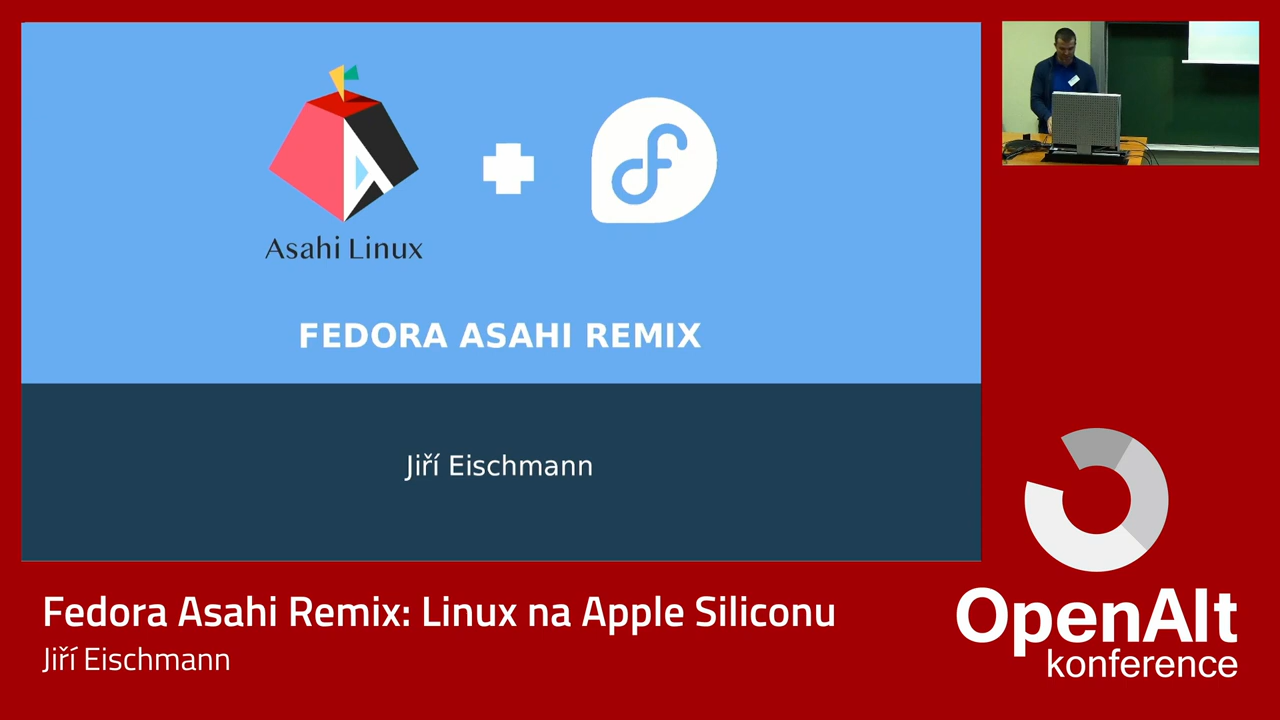 Asahi Linux
FEDORA ASAHI REMIX
Jiří Eischmann
Fedora Asahi Remix: Linux na Apple Siliconu
Jiří Eischmann
OpenAlt
konference